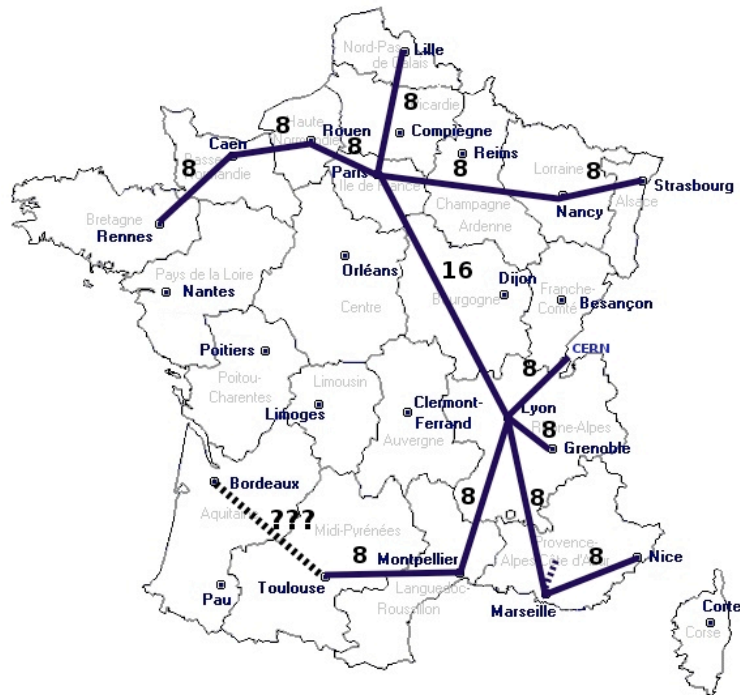 Nord-Pas
de Calais
Lille
8
Picardie
Haute
Normandie
8
Rouen
8
Compiegne
Reims
Caen
Basse
Normandie
8
Paris
Ile de France
8
Lorraine
8
Strasbourg
Alsace
Nancy
Champagne
Ardenne
Bretagne
Rennes
Orléans
16
Pays de la Loire
Nantes
Centre
Bourgogne
Dijon
Franche-
Comté
Besançon
Poitiers
CERN
8
Poitou-
Charentes
Limousin
Limoges
Clermont-
Ferrand
Auvergne
Lyon
Rhône-Alpes
8
Grenoble
Bordeaux
Aquitaine
???
8
8
Midi-Pyrénées
8
Montpellier
Provence-
Alpes Côte d'Azur
8
Nice
Toulouse
Pau
Languedoc-
Roussillon
Marseille
Corte
Corse